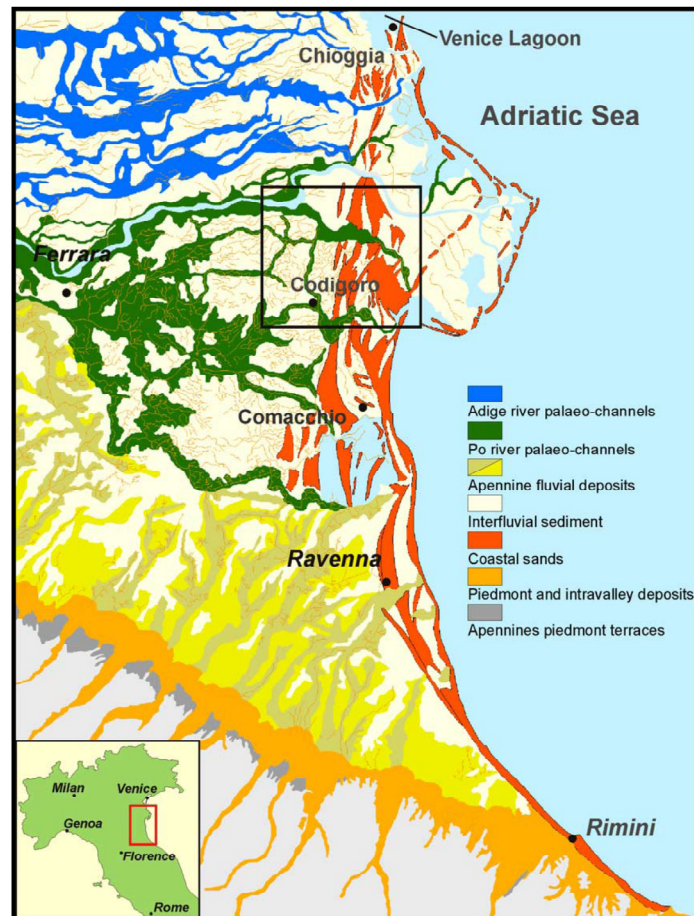 Venice Lagoon
Chioggia
Adriatic Sea
Ferrara
Codigoro
Comacchio
Adige river palaeo-channels
Po river palaeo-channels
Apennine fluvial deposits
Interfluvial sediment
Coastal sands
Piedmont and intravalley deposits
Apennines piedmont terraces
Ravenna
Rimini
Milan
Venice
Genoa
Florence
Rome